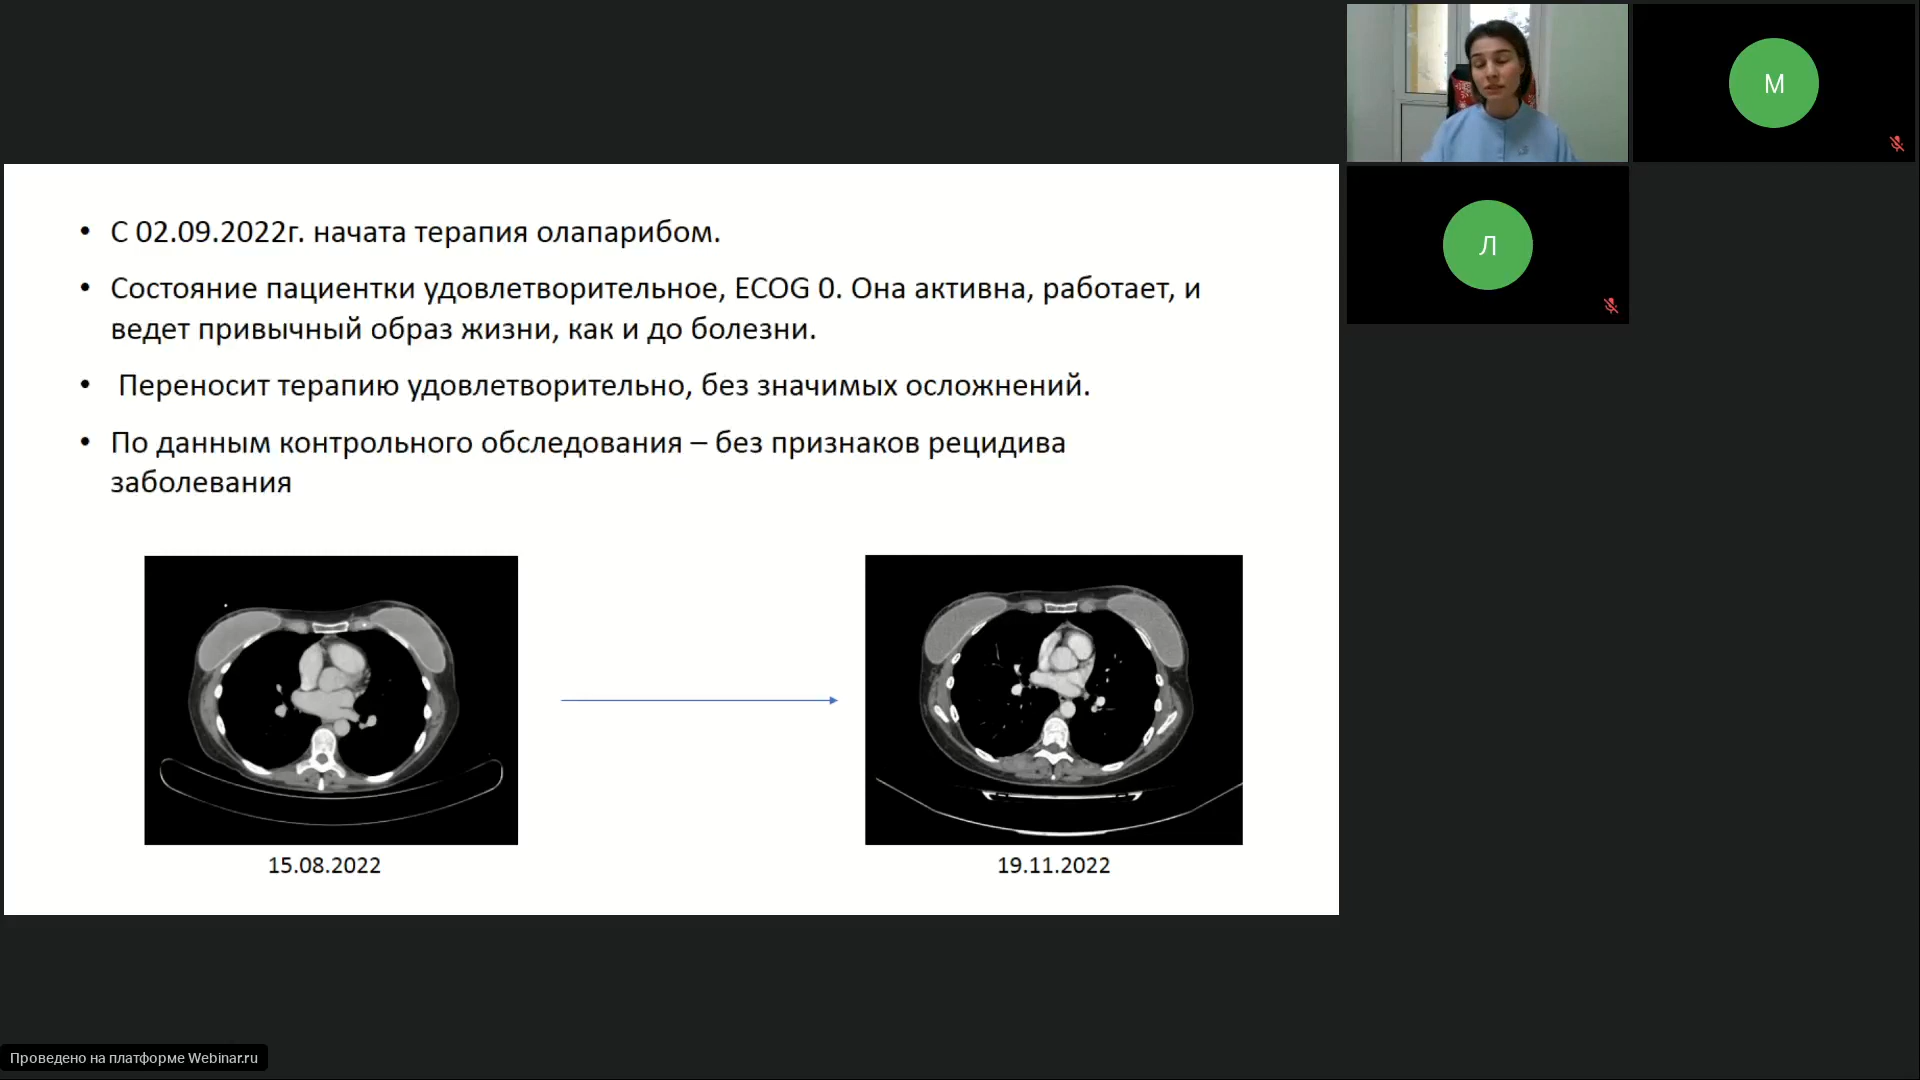 • С 02.09.2022г. начата терапия олапарибом.
• Состояние пациентки удовлетворительное, ECOG 0. Она активна, работает, и
ведет привычный образ жизни, как и до болезни.
• Переносит терапию удовлетворительно, без значимых осложнений.
• По данным контрольного обследования – без признаков рецидива
заболевания
15.08.2022
19.11.2022
М
Л
Проведено на платформе Webinar.ru